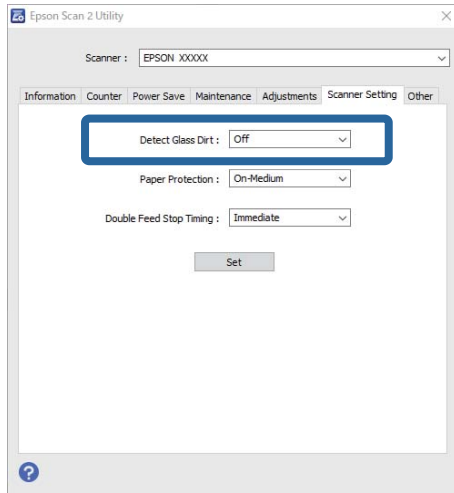 Epson Scan 2 Utility
Scanner : EPSON XXXXX
Information Counter Power Save Maintenance Adjustments Scanner Setting Other
Detect Glass Dirt : Off
Paper Protection : On-Medium
Double Feed Stop Timing : Immediate
Set
?